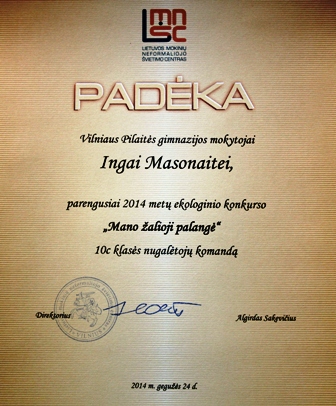 LMNSC
LIETUVOS MOKINIŲ
NEFORMALIOJO
ŠVIETIMO CENTRAS
PADĖKA
Vilniaus Pilaitės gimnazijos mokytojai
Ingai Masonaitei,
parengusiai 2014 metų ekologinio konkurso
„Mano žalioji palangė“
10c klasės nugalėtojų komandą
Direktorius
Algirdas Sakevičius
2014 m. gegužės 24 d.